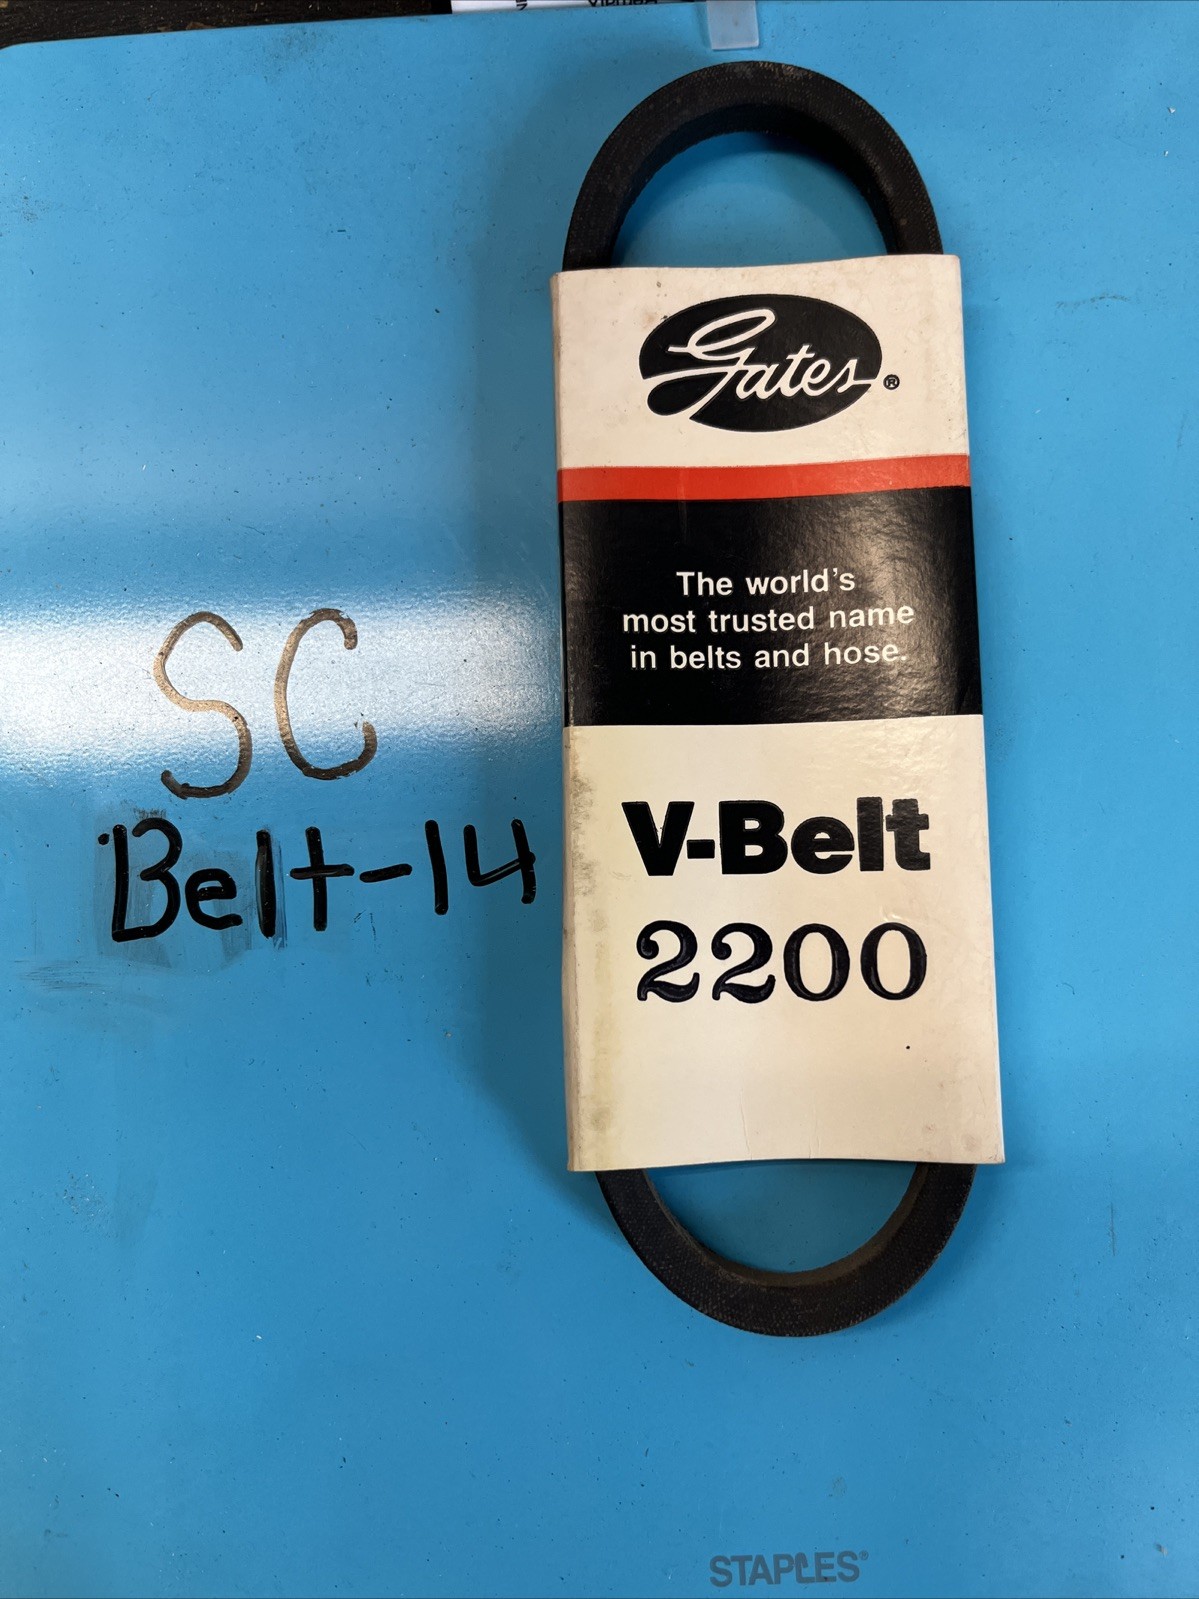 SC
Belt-14
Gates®
The world's
most trusted name
in belts and hose.
V-Belt
2200
STAPLES®